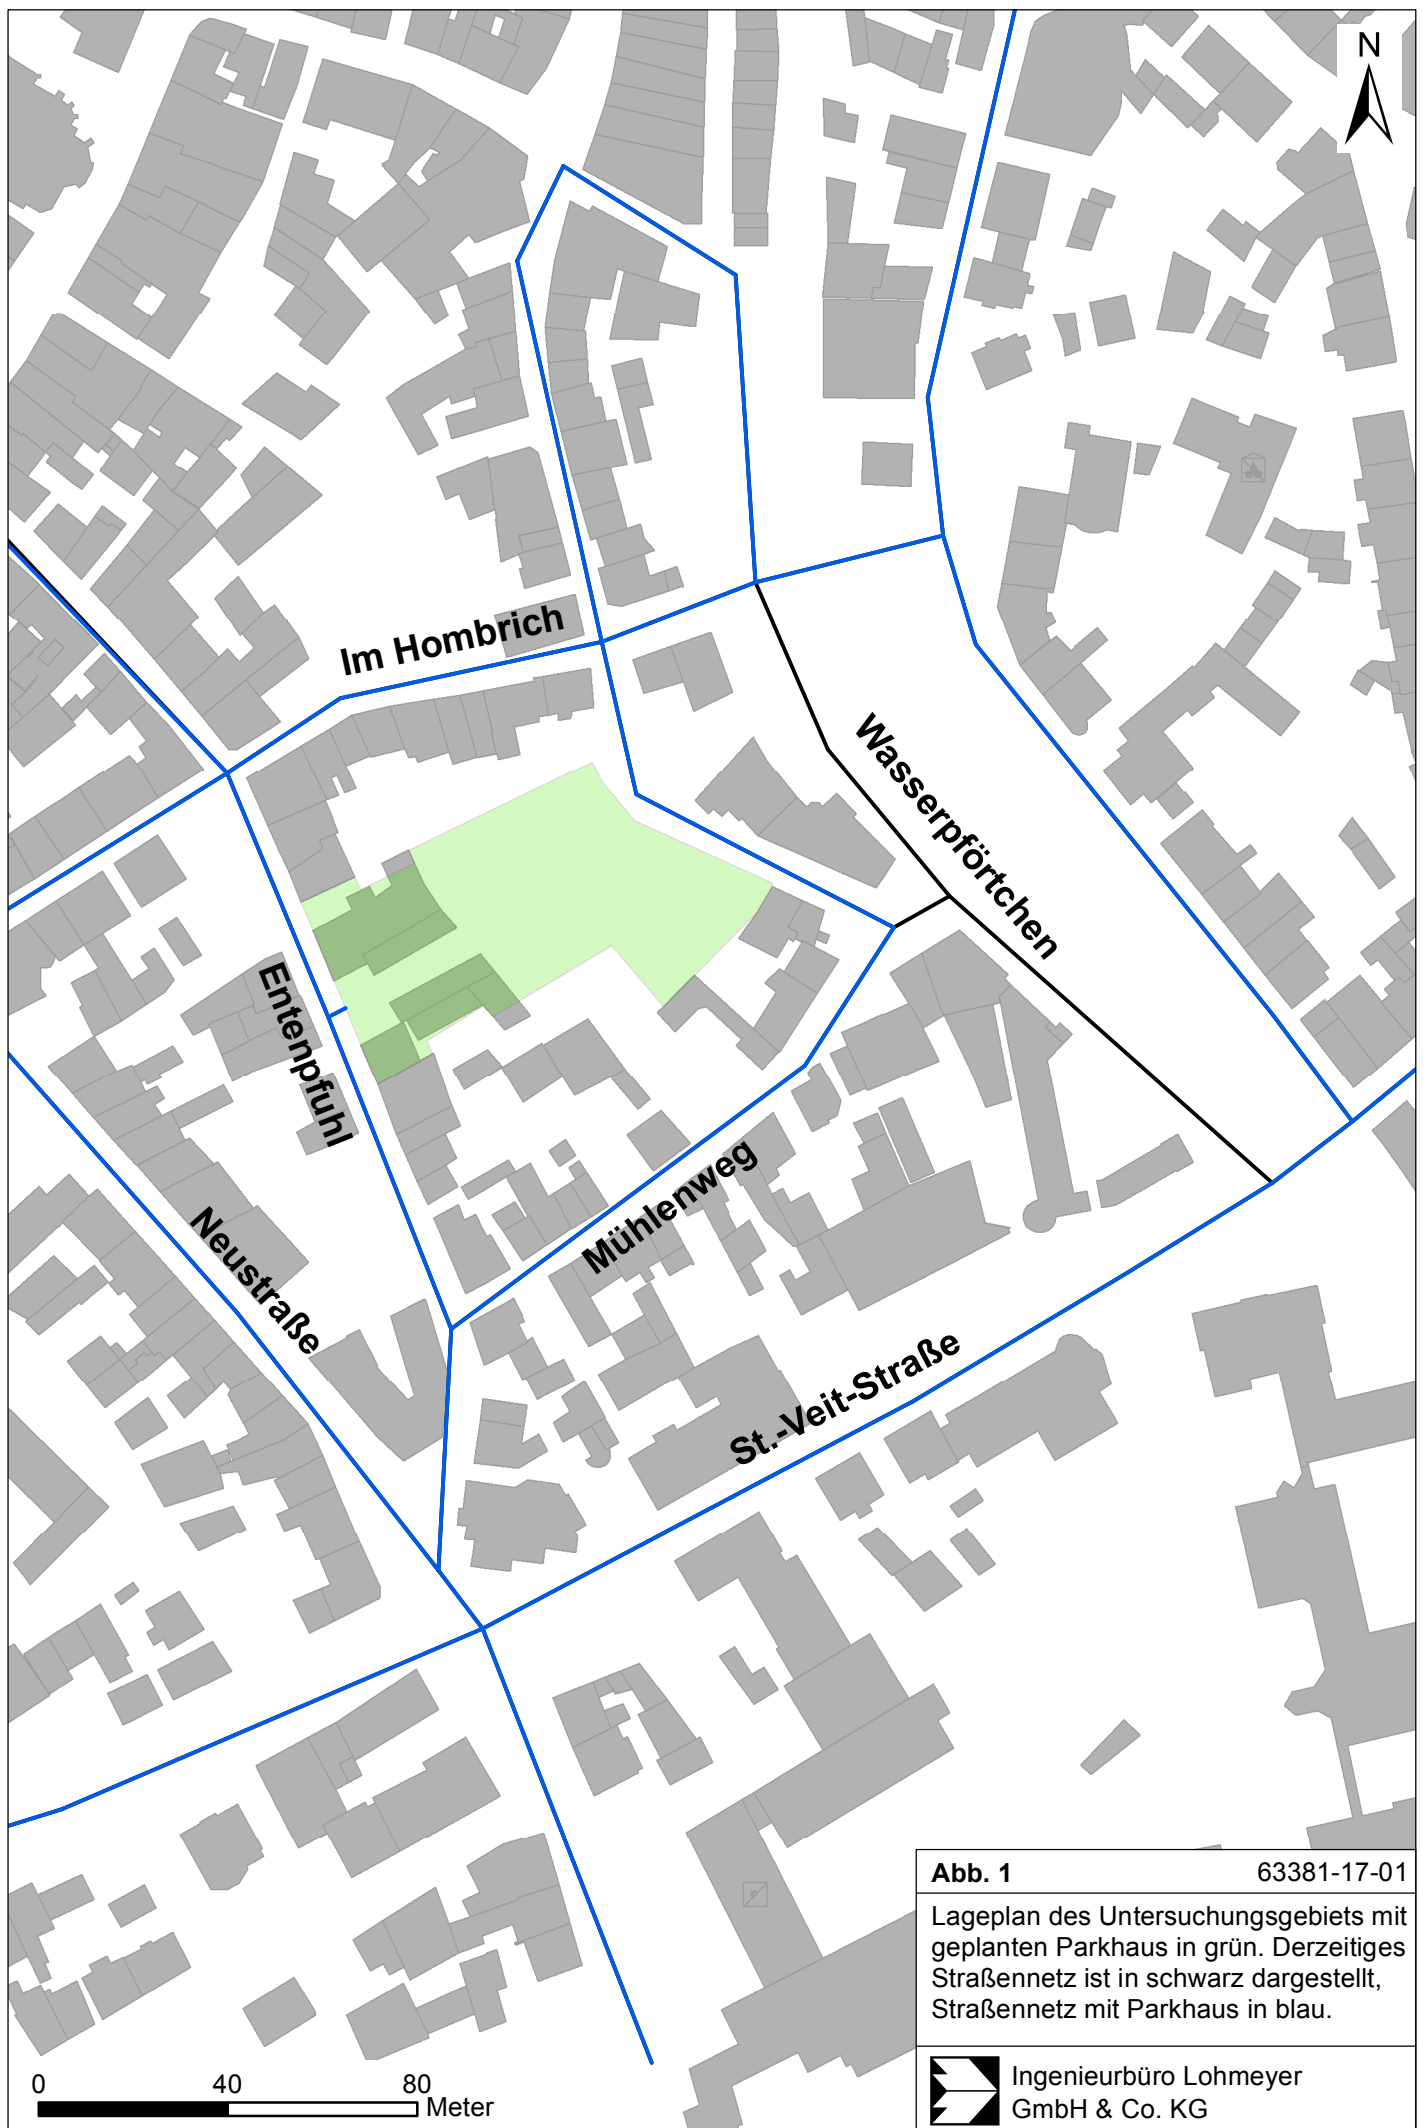 N
Im Hombrich
Wasserpförtchen
Entenpfuhl
Mühlenweg
Neustraße
St.-Veit-Straße
Abb. 1 63381-17-01
Lageplan des Untersuchungsgebiets mit
geplanten Parkhaus in grün. Derzeitiges
Straßennetz ist in schwarz dargestellt,
Straßennetz mit Parkhaus in blau.
0 40 80
Meter
Ingenieurbüro Lohmeyer
GmbH & Co. KG